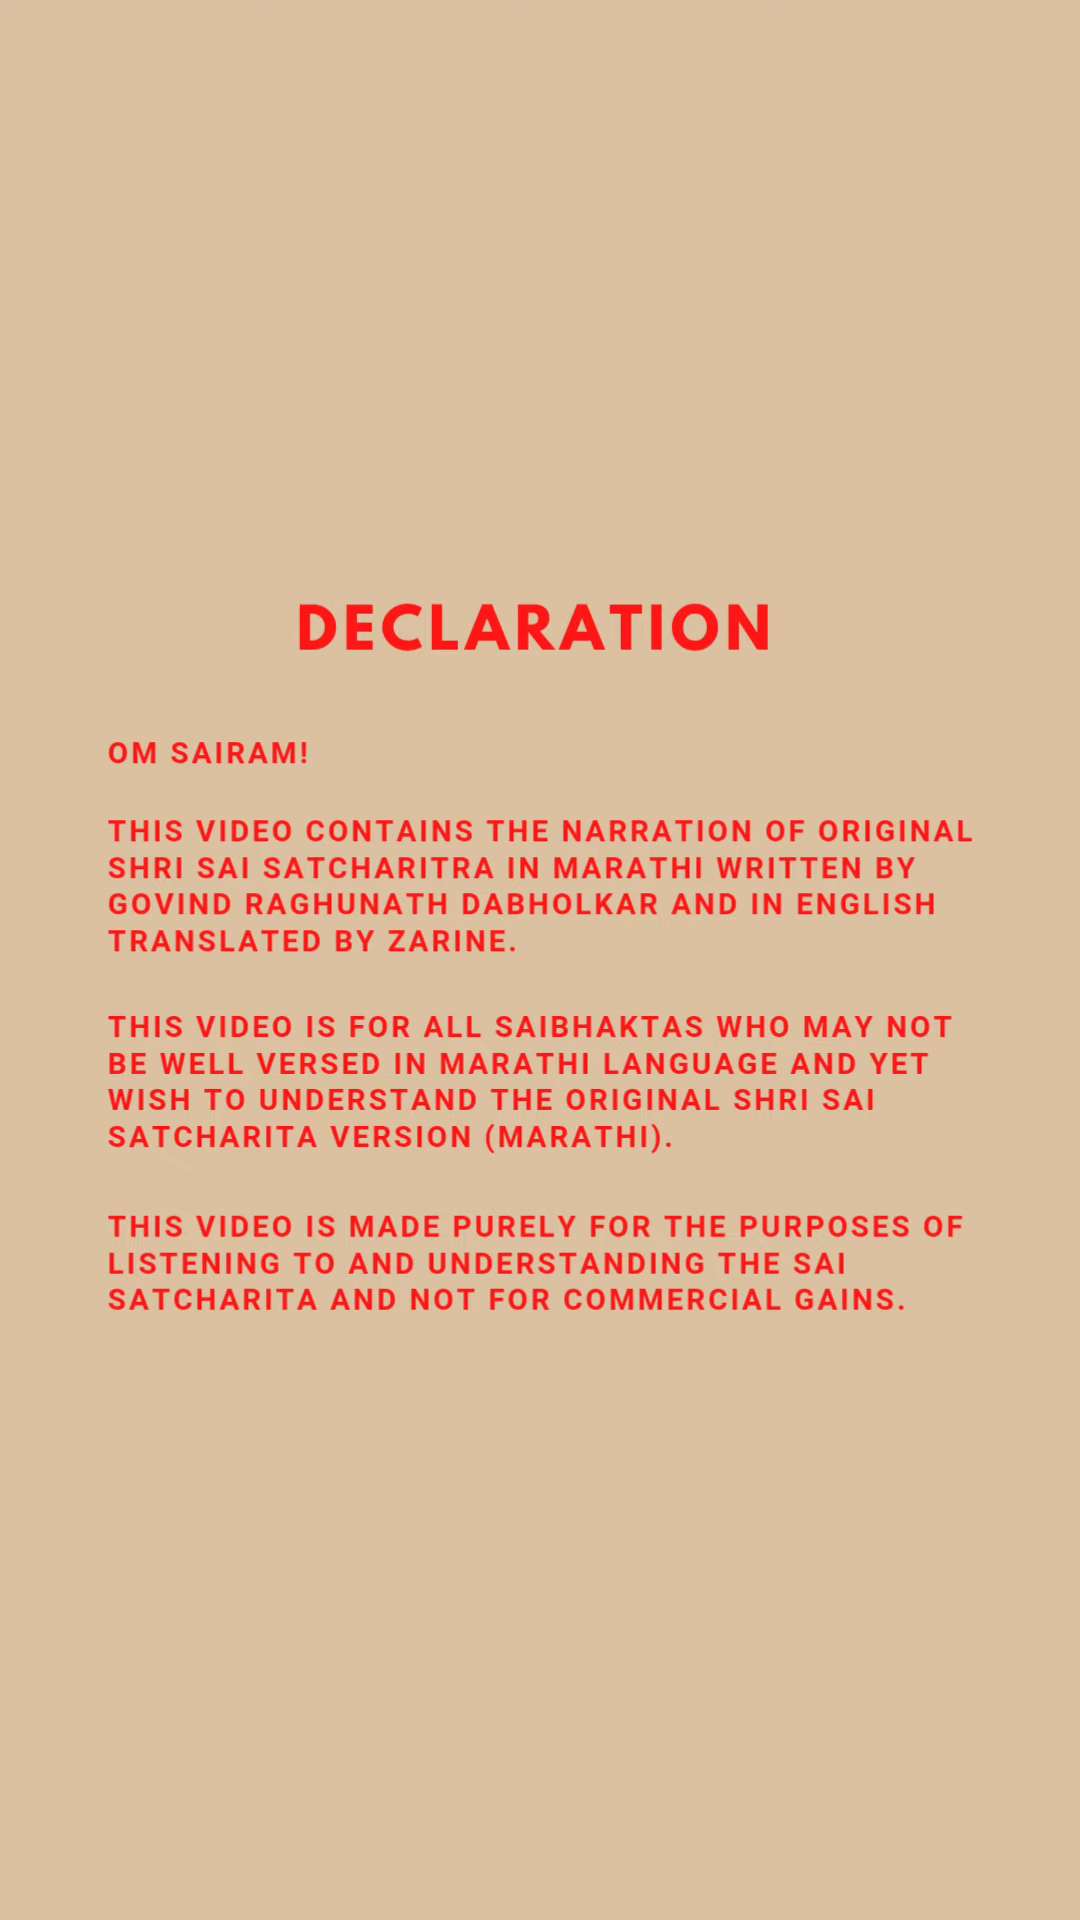 DECLARATION
OM SAIRAM!
THIS VIDEO CONTAINS THE NARRATION OF ORIGINAL
SHRI SAI SATCHARITRA IN MARATHI WRITTEN BY
GOVIND RAGHUNATH DABHOLKAR AND IN ENGLISH
TRANSLATED BY ZARINE.
THIS VIDEO IS FOR ALL SAIBHAKTAS WHO MAY NOT
BE WELL VERSED IN MARATHI LANGUAGE AND YET
WISH TO UNDERSTAND THE ORIGINAL SHRI SAI
SATCHARITA VERSION (MARATHI).
THIS VIDEO IS MADE PURELY FOR THE PURPOSES OF
LISTENING TO AND UNDERSTANDING THE SAI
SATCHARITA AND NOT FOR COMMERCIAL GAINS.